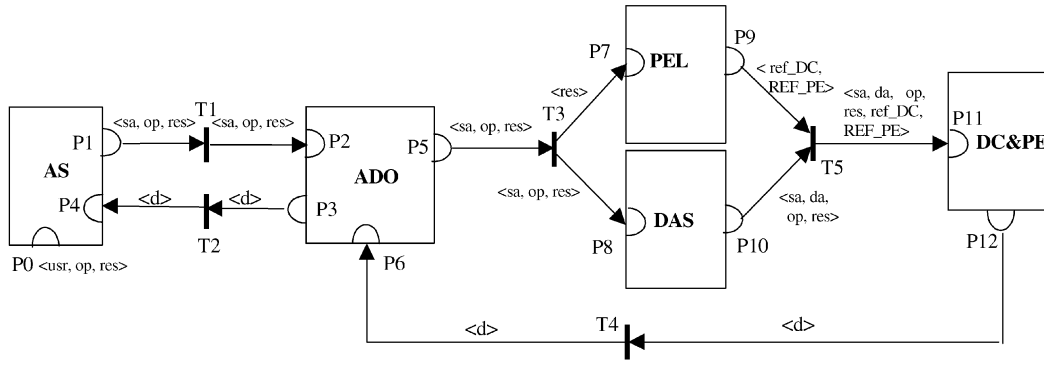 P7
PEL
P9
< ref_DC,
REF_PE>
<res>
T3
T1
<sa, op, res>
<sa, op, res>
P1
P2
AS
ADO
P5
<sa, op, res>
<sa, da, op,
res, ref_DC,
REF_PE>
P11
DC&PE
T5
P4
<d>
<d>
P3
T2
<sa, op, res>
P8
DAS
P10
<sa, da,
op, res>
P12
P0 <usr, op, res>
P6
<d>
T4
<d>